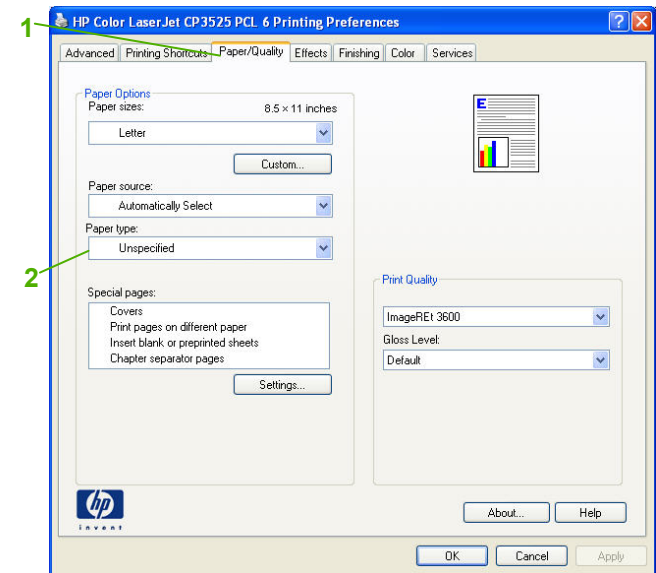 1
HP Color LaserJet CP3525 PCL 6 Printing Preferences
Advanced Printing Shortcuts Paper/Quality Effects Finishing Color Services
Paper Options
Paper sizes: 8.5 × 11 inches
Letter
Custom...
Paper source:
Automatically Select
Paper type:
Unspecified
2
Special pages:
Covers
Print pages on different paper
Insert blank or preprinted sheets
Chapter separator pages
Settings...
E
Print Quality
ImageREt 3600
Gloss Level:
Default
hp
invent
About... Help
OK Cancel Apply